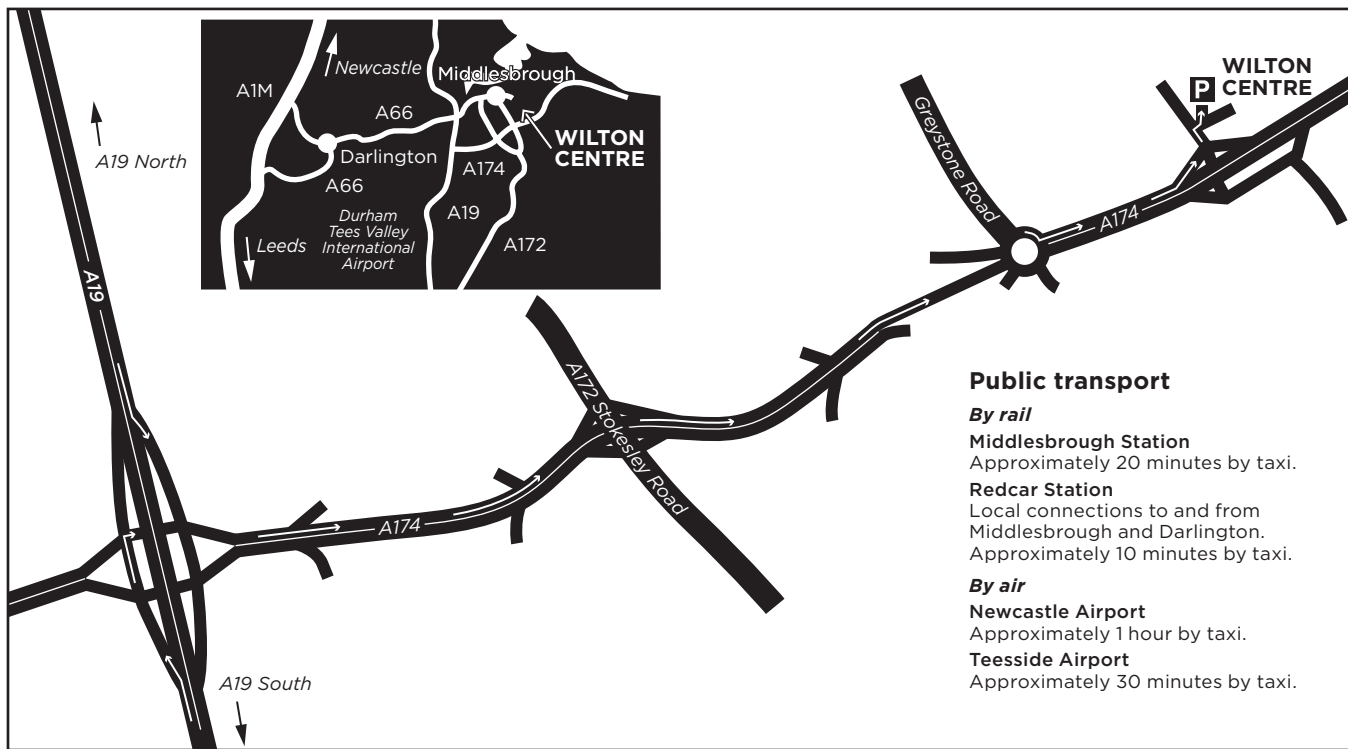 A1M
Newcastle
Middlesbrough
A66
WILTON
CENTRE
Darlington
A174
A66
A19
Durham
Tees Valley
International
Airport
Leeds
A172
A19 North
A19
A19 South
A174
A172 Stokesley Road
Greystone Road
A174
P
WILTON
CENTRE
Public transport
By rail
Middlesbrough Station
Approximately 20 minutes by taxi.
Redcar Station
Local connections to and from
Middlesbrough and Darlington.
Approximately 10 minutes by taxi.
By air
Newcastle Airport
Approximately 1 hour by taxi.
Teesside Airport
Approximately 30 minutes by taxi.